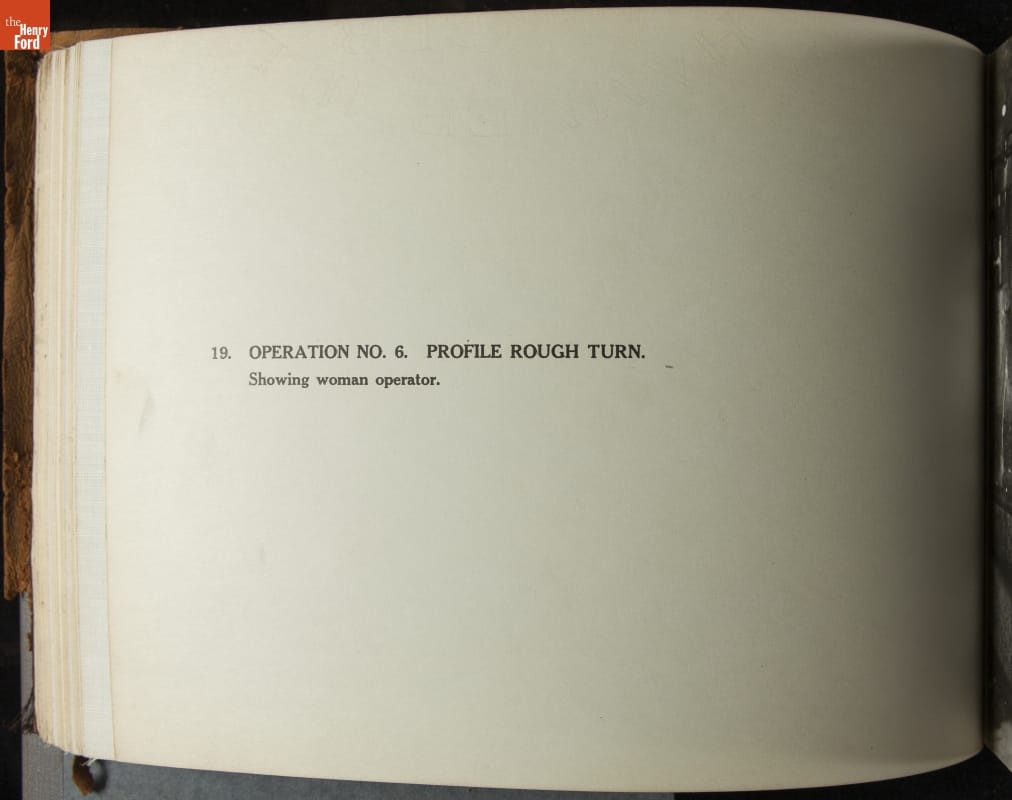 the
Henry
Ford
19. OPERATION NO. 6. PROFILE ROUGH TURN.
Showing woman operator.